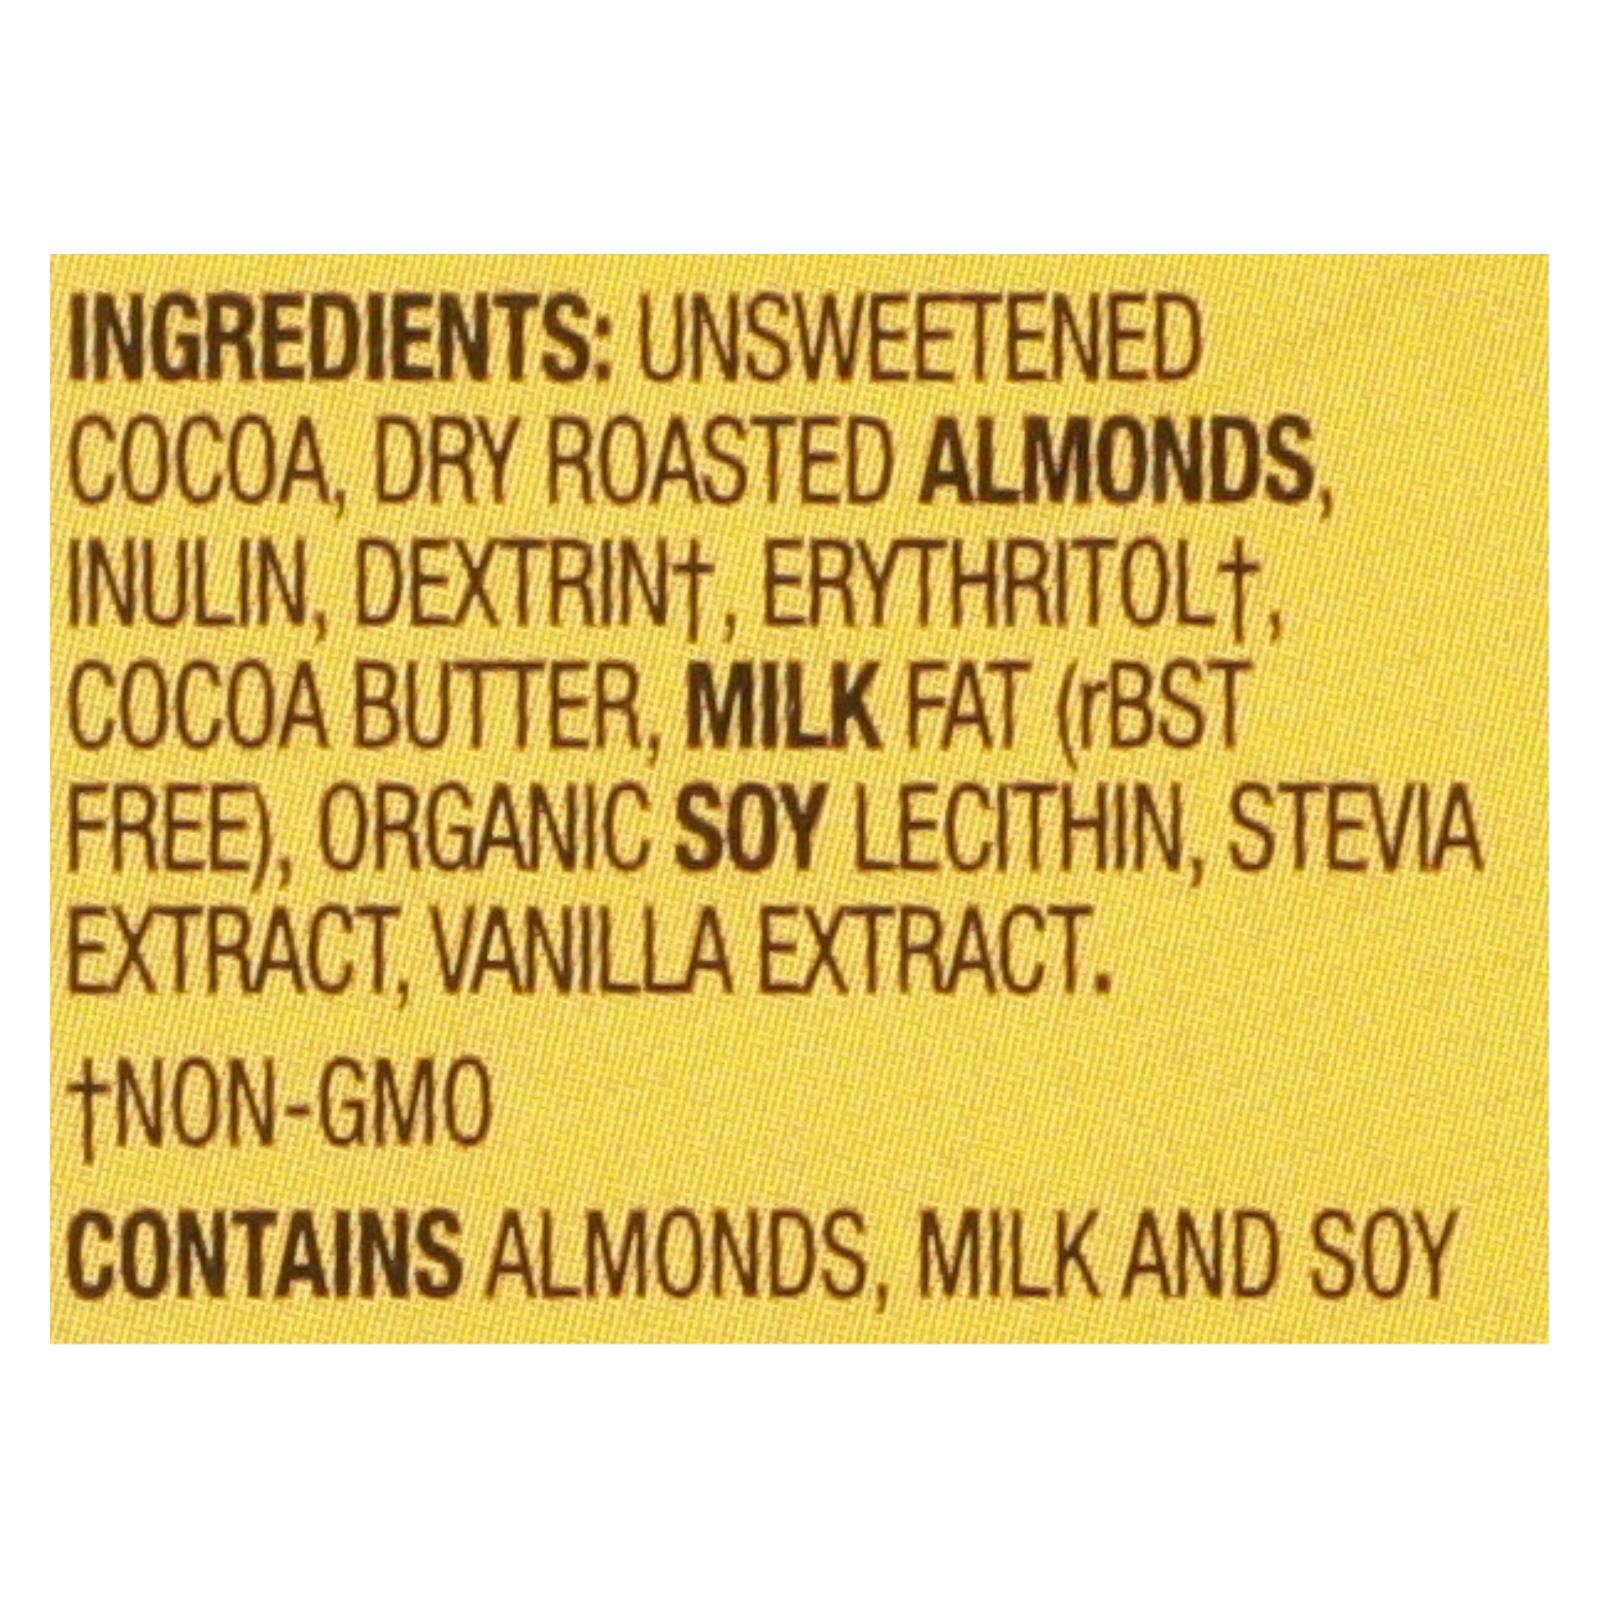 INGREDIENTS: UNSWEETENED
COCOA, DRY ROASTED ALMONDS,
INULIN, DEXTRIN†, ERYTHRITOL†,
COCOA BUTTER, MILK FAT (rBST
FREE), ORGANIC SOY LECITHIN, STEVIA
EXTRACT, VANILLA EXTRACT.
†NON-GMO
CONTAINS ALMONDS, MILK AND SOY